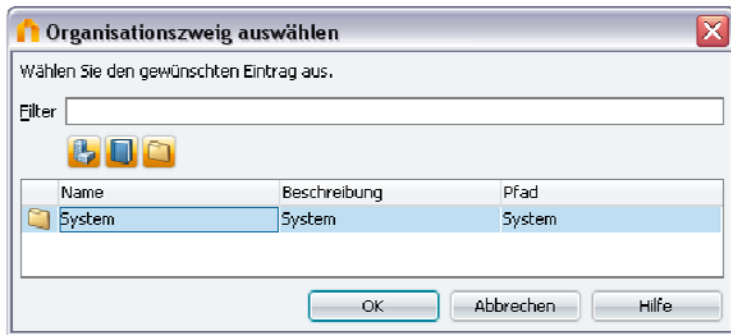 Organisationszweig auswählen
Wählen Sie den gewünschten Eintrag aus.
Filter
Name Beschreibung Pfad
System System System
OK Abbrechen Hilfe